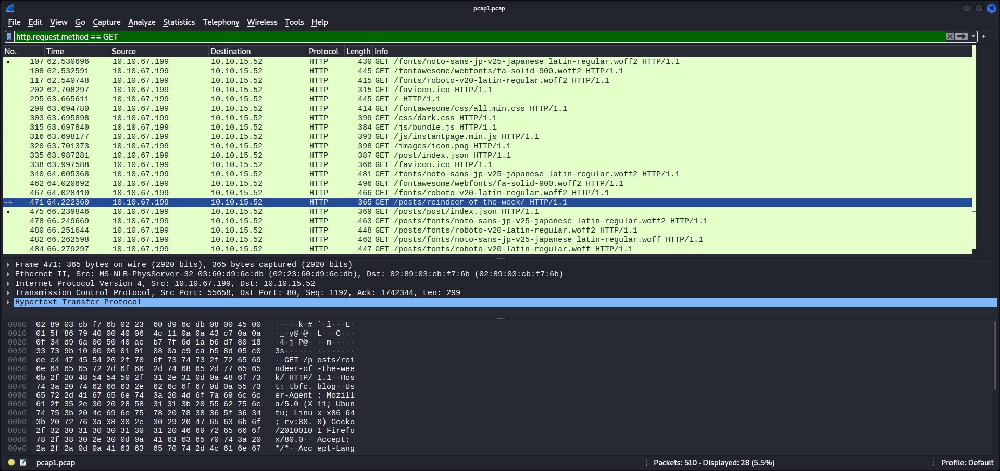 pcap1.pcap
File Edit View Go Capture Analyze Statistics Telephony Wireless Tools Help
http.request.method == GET
No. Time Source Destination Protocol Length Info
107 62.530696 10.10.67.199 10.10.15.52 HTTP 430 GET /fonts/noto-sans-jp-v25-japanese_latin-regular.woff2 HTTP/1.1
108 62.532591 10.10.67.199 10.10.15.52 HTTP 445 GET /fontawesome/webfonts/fa-solid-900.woff2 HTTP/1.1
117 62.540748 10.10.67.199 10.10.15.52 HTTP 415 GET /fonts/roboto-v20-latin-regular.woff2 HTTP/1.1
202 62.708297 10.10.67.199 10.10.15.52 HTTP 315 GET /favicon.ico HTTP/1.1
295 63.665611 10.10.67.199 10.10.15.52 HTTP 445 GET / HTTP/1.1
299 63.694780 10.10.67.199 10.10.15.52 HTTP 414 GET /fontawesome/css/all.min.css HTTP/1.1
303 63.695898 10.10.67.199 10.10.15.52 HTTP 399 GET /css/dark.css HTTP/1.1
315 63.697840 10.10.67.199 10.10.15.52 HTTP 384 GET /js/bundle.js HTTP/1.1
316 63.698177 10.10.67.199 10.10.15.52 HTTP 393 GET /js/instantpage.min.js HTTP/1.1
320 63.701373 10.10.67.199 10.10.15.52 HTTP 398 GET /images/icon.png HTTP/1.1
335 63.987281 10.10.67.199 10.10.15.52 HTTP 387 GET /post/index.json HTTP/1.1
338 63.997588 10.10.67.199 10.10.15.52 HTTP 366 GET /favicon.ico HTTP/1.1
340 64.005368 10.10.67.199 10.10.15.52 HTTP 481 GET /fonts/noto-sans-jp-v25-japanese_latin-regular.woff2 HTTP/1.1
462 64.020692 10.10.67.199 10.10.15.52 HTTP 496 GET /fontawesome/webfonts/fa-solid-900.woff2 HTTP/1.1
467 64.028410 10.10.67.199 10.10.15.52 HTTP 466 GET /fonts/roboto-v20-latin-regular.woff2 HTTP/1.1
471 64.222360 10.10.67.199 10.10.15.52 HTTP 365 GET /posts/reindeer-of-the-week/ HTTP/1.1
475 66.239846 10.10.67.199 10.10.15.52 HTTP 369 GET /posts/post/index.json HTTP/1.1
478 66.249669 10.10.67.199 10.10.15.52 HTTP 463 GET /posts/fonts/noto-sans-jp-v25-japanese_latin-regular.woff2 HTTP/1.1
480 66.251644 10.10.67.199 10.10.15.52 HTTP 448 GET /posts/fonts/roboto-v20-latin-regular.woff2 HTTP/1.1
482 66.262598 10.10.67.199 10.10.15.52 HTTP 462 GET /posts/fonts/noto-sans-jp-v25-japanese_latin-regular.woff HTTP/1.1
484 66.279297 10.10.67.199 10.10.15.52 HTTP 447 GET /posts/fonts/roboto-v20-latin-regular.woff HTTP/1.1
Frame 471: 365 bytes on wire (2920 bits), 365 bytes captured (2920 bits)
Ethernet II, Src: MS-NLB-PhysServer-32_03:60:d9:6c:db (02:23:60:d9:6c:db), Dst: 02:89:03:cb:f7:6b (02:89:03:cb:f7:6b)
Internet Protocol Version 4, Src: 10.10.67.199, Dst: 10.10.15.52
Transmission Control Protocol, Src Port: 55658, Dst Port: 80, Seq: 1192, Ack: 1742344, Len: 299
Hypertext Transfer Protocol
0000 02 89 03 cb f7 6b 02 23 60 d9 6c db 08 00 45 00 ·····k·# `·l···E·
0010 01 5f 86 79 40 00 40 06 4c 11 0a 0a 43 c7 0a 0a ·_·y@·@· L···C···
0020 0f 34 d9 6a 00 50 40 ae b7 7f 6d 1a b6 d7 80 18 ·4·j·P@· ··m·····
0030 33 73 9b 10 00 00 01 01 08 0a e9 ca b5 8d 05 c0 3s······ ········
0040 ee c4 47 45 54 20 2f 70 6f 73 74 73 2f 72 65 69 ··GET /p osts/rei
0050 6e 64 65 65 72 2d 6f 66 2d 74 68 65 2d 77 65 65 ndeer-of -the-wee
0060 6b 2f 20 48 54 54 50 2f 31 2e 31 0d 0a 48 6f 73 k/ HTTP/ 1.1··Hos
0070 74 3a 20 74 62 66 63 2e 62 6c 6f 67 0d 0a 55 73 t: tbfc. blog··Us
0080 65 72 2d 41 67 65 6e 74 3a 20 4d 6f 7a 69 6c 6c er-Agent : Mozill
0090 61 2f 35 2e 30 20 28 58 31 31 3b 20 55 62 75 6e a/5.0 (X 11; Ubun
00a0 74 75 3b 20 4c 69 6e 75 78 20 78 38 36 5f 36 34 tu; Linu x x86_64
00b0 3b 20 72 76 3a 38 30 2e 30 29 20 47 65 63 6b 6f ; rv:80. 0) Gecko
00c0 2f 32 30 31 30 30 31 30 31 20 46 69 72 65 66 6f /2010010 1 Firefo
00d0 78 2f 38 30 2e 30 0d 0a 41 63 63 65 70 74 3a 20 x/80.0·· Accept:
00e0 2a 2f 2a 0d 0a 41 63 63 65 70 74 2d 4c 61 6e 67 */*··Acc ept-Lang
pcap1.pcap Packets: 510 · Displayed: 28 (5.5%) Profile: Default